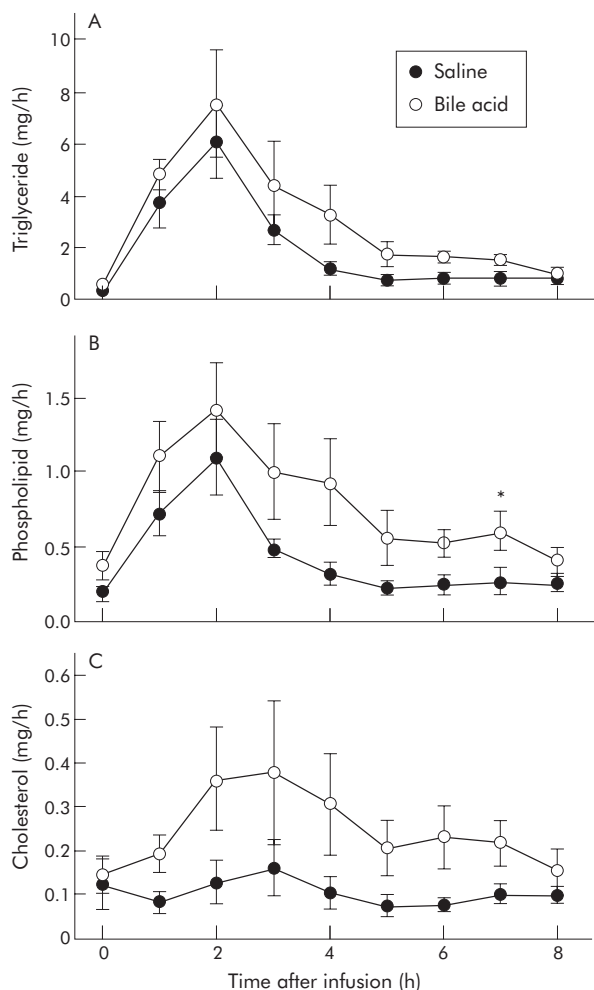 A
10
8
6
4
2
0
Triglyceride (mg/h)
Saline
Bile acid
B
1.5
1.0
0.5
0.0
Phospholipid (mg/h)
*
C
0.6
0.5
0.4
0.3
0.2
0.1
0
Cholesterol (mg/h)
0 2 4 6 8
Time after infusion (h)